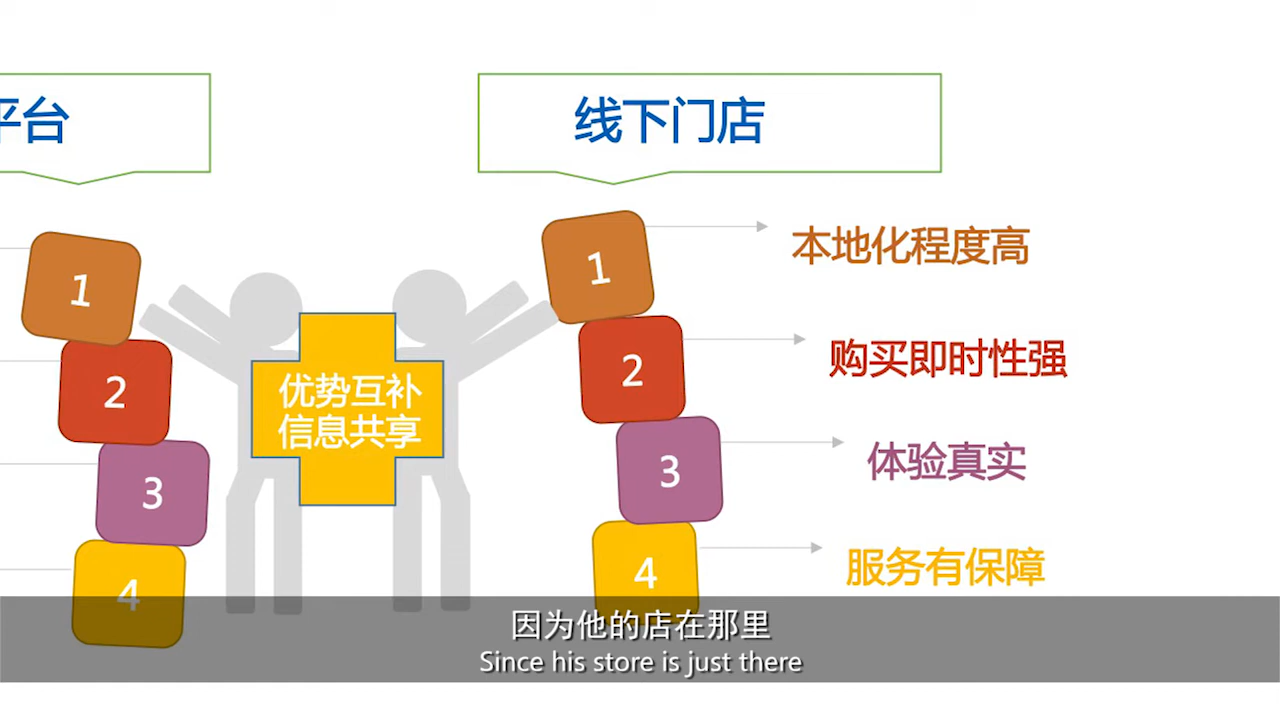 平台
线下门店
1
2
3
4
优势互补
信息共享
1
本地化程度高
2
购买即时性强
3
体验真实
4
服务有保障
因为他的店在那里
Since his store is just there